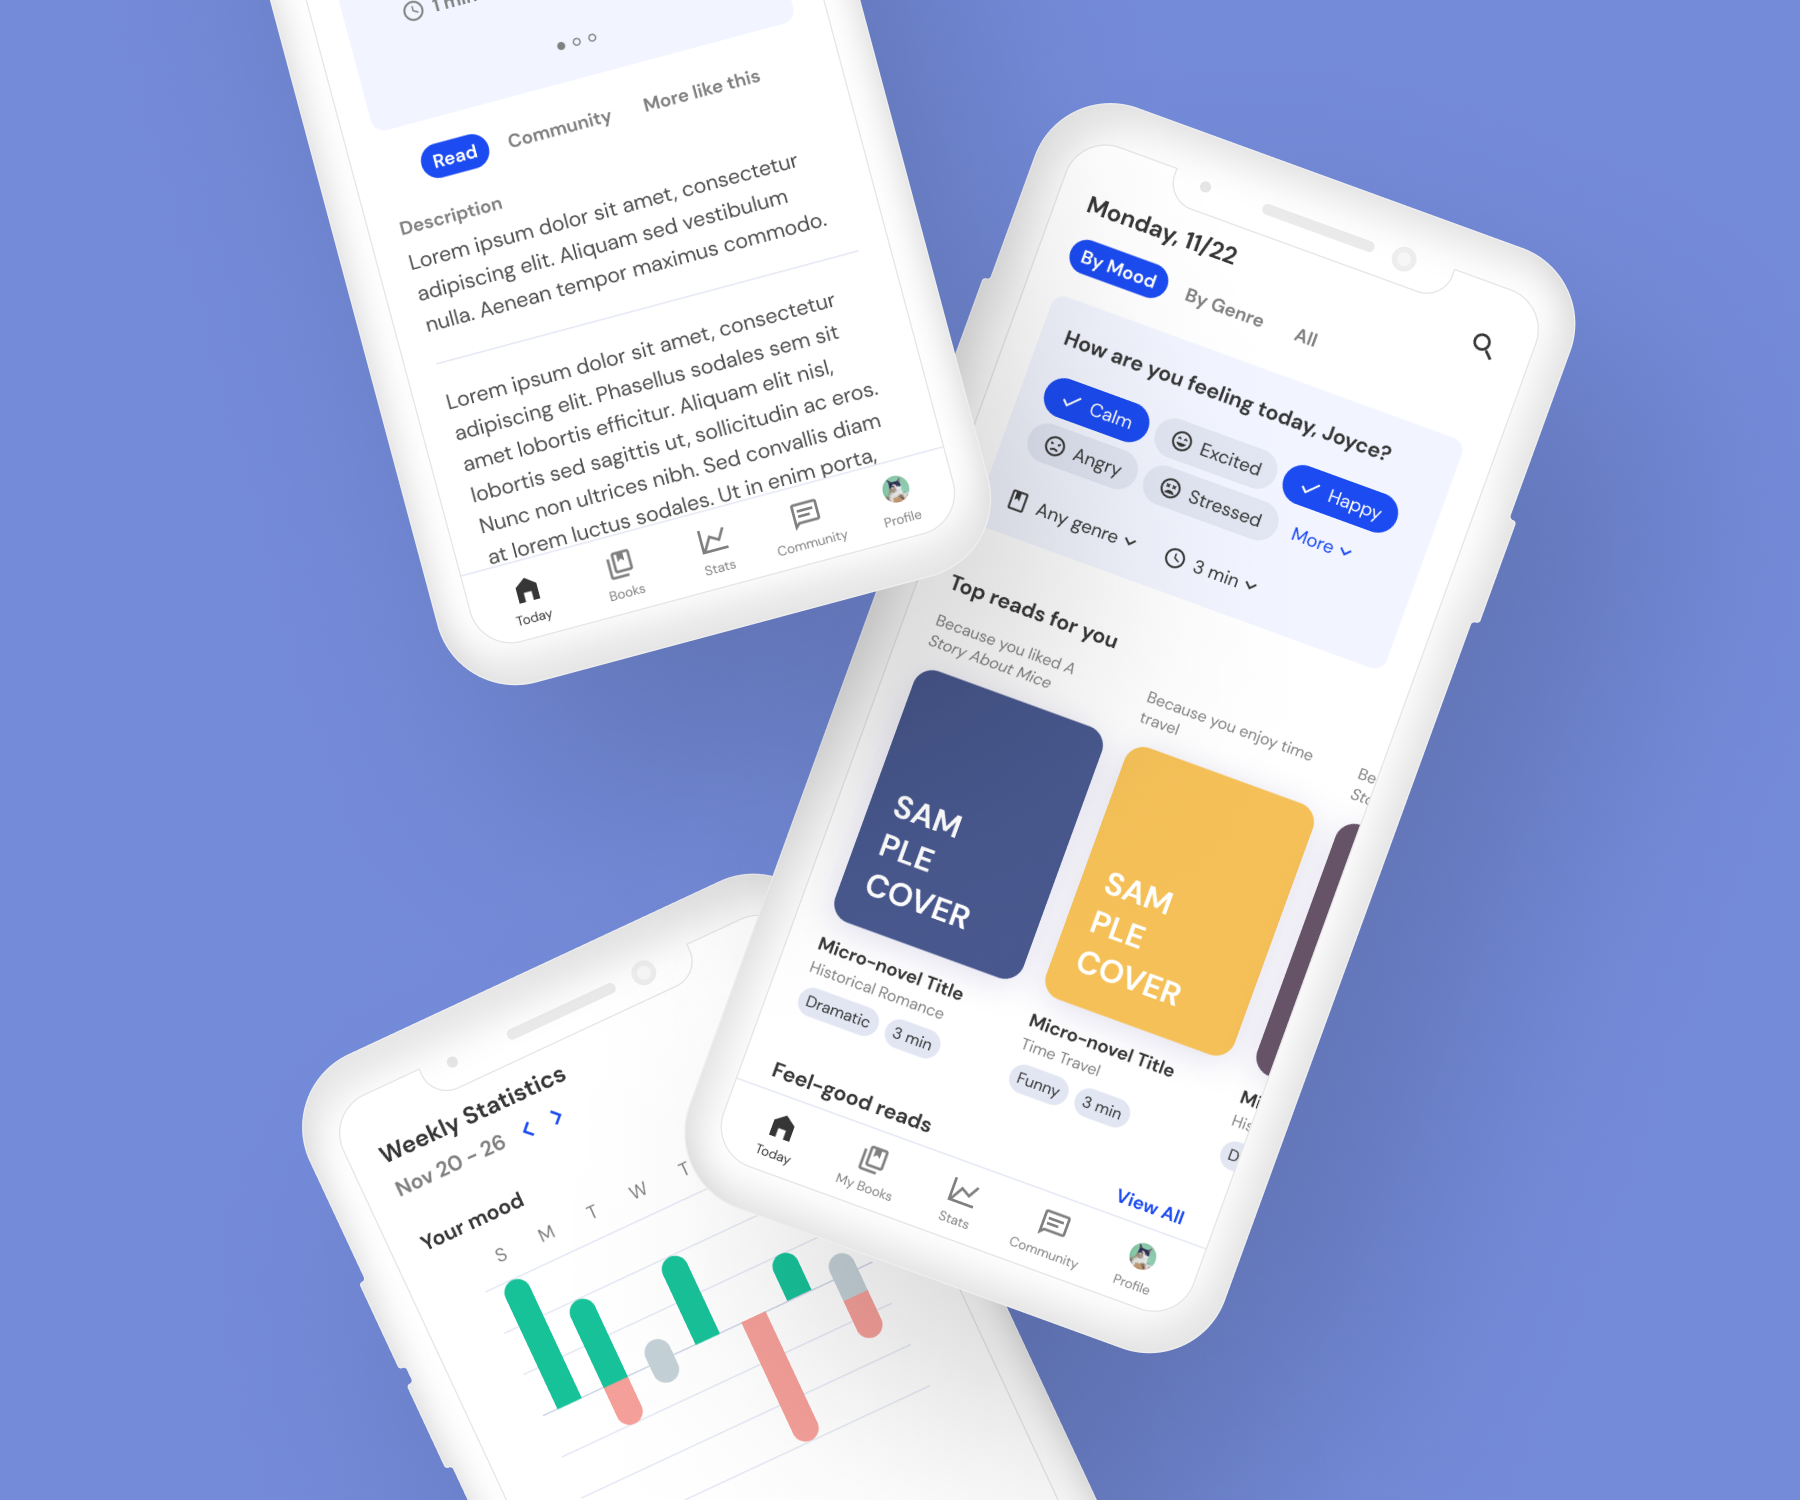 1 min
Read
Community
More like this
Description
Lorem ipsum dolor sit amet, consectetur
adipiscing elit. Aliquam sed vestibulum
nulla. Aenean tempor maximus commodo.
Lorem ipsum dolor sit amet, consectetur
adipiscing elit. Phasellus sodales sem sit
amet lobortis efficitur. Aliquam elit nisl,
lobortis sed sagittis ut, sollicitudin ac eros.
Nunc non ultrices nibh. Sed convallis diam
at lorem luctus sodales. Ut in enim porta,
Today
Books
Stats
Community
Profile
Monday, 11/22
By Mood
By Genre
All
How are you feeling today, Joyce?
Calm
Excited
Happy
Angry
Stressed
More
Any genre
3 min
Top reads for you
Because you liked A
Story About Mice
SAM
PLE
COVER
Micro-novel Title
Historical Romance
Dramatic
3 min
Because you enjoy time
travel
SAM
PLE
COVER
Micro-novel Title
Time Travel
Funny
3 min
Be
Sto
Mi
His
D
Feel-good reads
View All
Today
My Books
Stats
Community
Profile
Weekly Statistics
Nov 20 - 26
Your mood
S M T W T